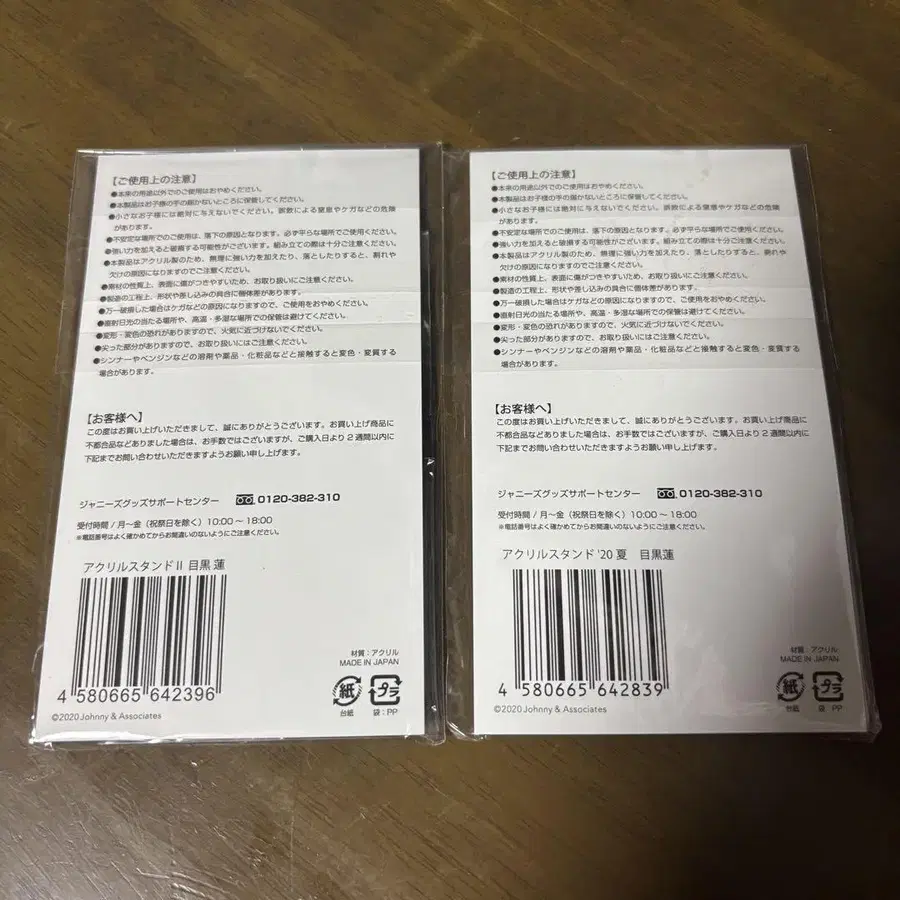 【ご使用上の注意】
●本来の用途以外でのご使用はおやめください。
●本製品はお子様の手の届かないところに保管してください。
●小さなお子様には絶対に与えないでください。誤飲による窒息やケガなどの危険
があります。
●不安定な場所でのご使用は、落下の原因となります。必ず平らな場所でご使用ください。
●強い力を加えると破損する可能性がございます。組み立ての際は十分ご注意ください。
●本製品はアクリル製のため、無理に強い力を加えたり、落としたりすると、割れや
欠けの原因になりますのでご注意ください。
●素材の性質上、表面に傷がつきやすいため、お取り扱いにご注意ください。
●製造の工程上、形状や差し込みの具合に個体差があります。
●万一破損した場合はケガなどの原因になりますので、ご使用をおやめください。
●直射日光の当たる場所や、高温・多湿な場所での保管は避けてください。
●変形・変色の恐れがありますので、火気に近づけないでください。
●尖った部分がありますので、お取り扱いにはご注意ください。
●シンナーやベンジンなどの溶剤や薬品・化粧品などと接触すると変色・変質する
場合があります。
【お客様へ】
この度はお買い上げいただきまして、誠にありがとうございます。お買い上げ商品に
不都合品などありました場合は、お手数ではございますが、ご購入日より2週間以内に
下記までお問い合わせいただきますようお願い申し上げます。
ジャニーズグッズサポートセンター 0120-382-310
受付時間/月〜金(祝祭日を除く)10:00〜18:00
※電話番号はよく確かめてからお間違いのないようにご注意ください。
アクリルスタンドII 目黒 蓮
4 580665 642396
©2020 Johnny & Associates
材質:アクリル
MADE IN JAPAN
紙
台紙
プラ
袋:PP
【ご使用上の注意】
●本来の用途以外でのご使用はおやめください。
●本製品はお子様の手の届かないところに保管してください。
●小さなお子様には絶対に与えないでください。誤飲による窒息やケガなどの危険
があります。
●不安定な場所でのご使用は、落下の原因となります。必ず平らな場所でご使用ください。
●強い力を加えると破損する可能性がございます。組み立ての際は十分ご注意ください。
●本製品はアクリル製のため、無理に強い力を加えたり、落としたりすると、割れや
欠けの原因になりますのでご注意ください。
●素材の性質上、表面に傷がつきやすいため、お取り扱いにご注意ください。
●製造の工程上、形状や差し込みの具合に個体差があります。
●万一破損した場合はケガなどの原因になりますので、ご使用をおやめください。
●直射日光の当たる場所や、高温・多湿な場所での保管は避けてください。
●変形・変色の恐れがありますので、火気に近づけないでください。
●尖った部分がありますので、お取り扱いにはご注意ください。
●シンナーやベンジンなどの溶剤や薬品・化粧品などと接触すると変色・変質する
場合があります。
【お客様へ】
この度はお買い上げいただきまして、誠にありがとうございます。お買い上げ商品に
不都合品などありました場合は、お手数ではございますが、ご購入日より2週間以内に
下記までお問い合わせいただきますようお願い申し上げます。
ジャニーズグッズサポートセンター 0120-382-310
受付時間/月〜金(祝祭日を除く)10:00〜18:00
※電話番号はよく確かめてからお間違いのないようにご注意ください。
アクリルスタンド '20 夏 目黒 蓮
4 580665 642839
©2020 Johnny & Associates
材質:アクリル
MADE IN JAPAN
紙
台紙
プラ
袋:PP